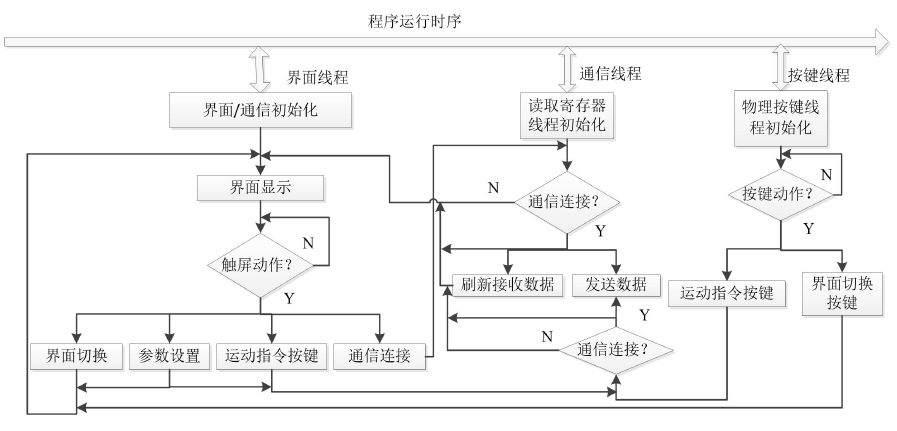 程序运行时序
界面线程
通信线程
按键线程
界面/通信初始化
读取寄存器
线程初始化
物理按键线
程初始化
界面显示
N
通信连接?
Y
N
按键动作?
Y
触屏动作?
N
Y
刷新接收数据
发送数据
运动指令按键
界面切换
按键
界面切换
参数设置
运动指令按键
通信连接
N
通信连接?
Y